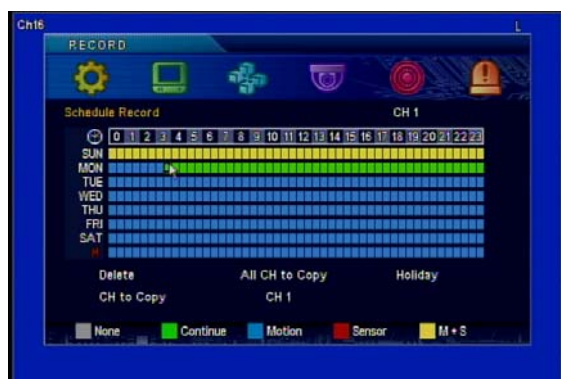 Ch16 L
RECORD
Schedule Record CH 1
0 1 2 3 4 5 6 7 8 9 10 11 12 13 14 15 16 17 18 19 20 21 22 23
SUN
MON
TUE
WED
THU
FRI
SAT
H
Delete All CH to Copy Holiday
CH to Copy CH 1
None Continue Motion Sensor M + S